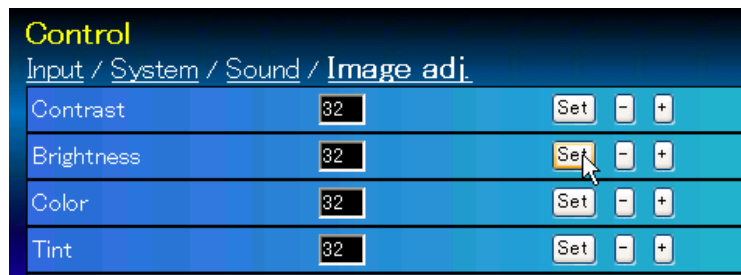 Control
Input / System / Sound / Image adj.
Contrast 32 Set - +
Brightness 32 Set - +
Color 32 Set - +
Tint 32 Set - +